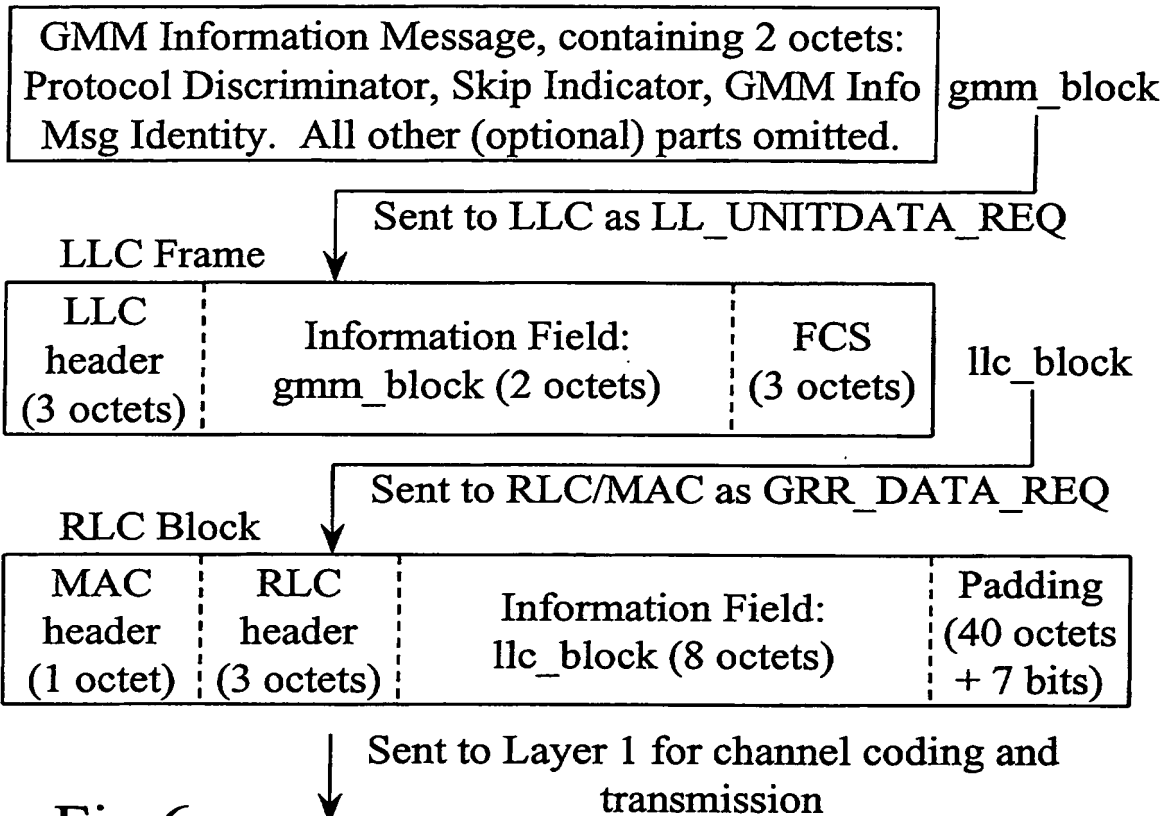 GMM Information Message, containing 2 octets:
Protocol Discriminator, Skip Indicator, GMM Info
Msg Identity. All other (optional) parts omitted.
gmm_block
Sent to LLC as LL_UNITDATA_REQ
LLC Frame
LLC
header
(3 octets)
Information Field:
gmm_block (2 octets)
FCS
(3 octets)
llc_block
Sent to RLC/MAC as GRR_DATA_REQ
RLC Block
MAC
header
(1 octet)
RLC
header
(3 octets)
Information Field:
llc_block (8 octets)
Padding
(40 octets
+ 7 bits)
Sent to Layer 1 for channel coding and
transmission
Fig 6